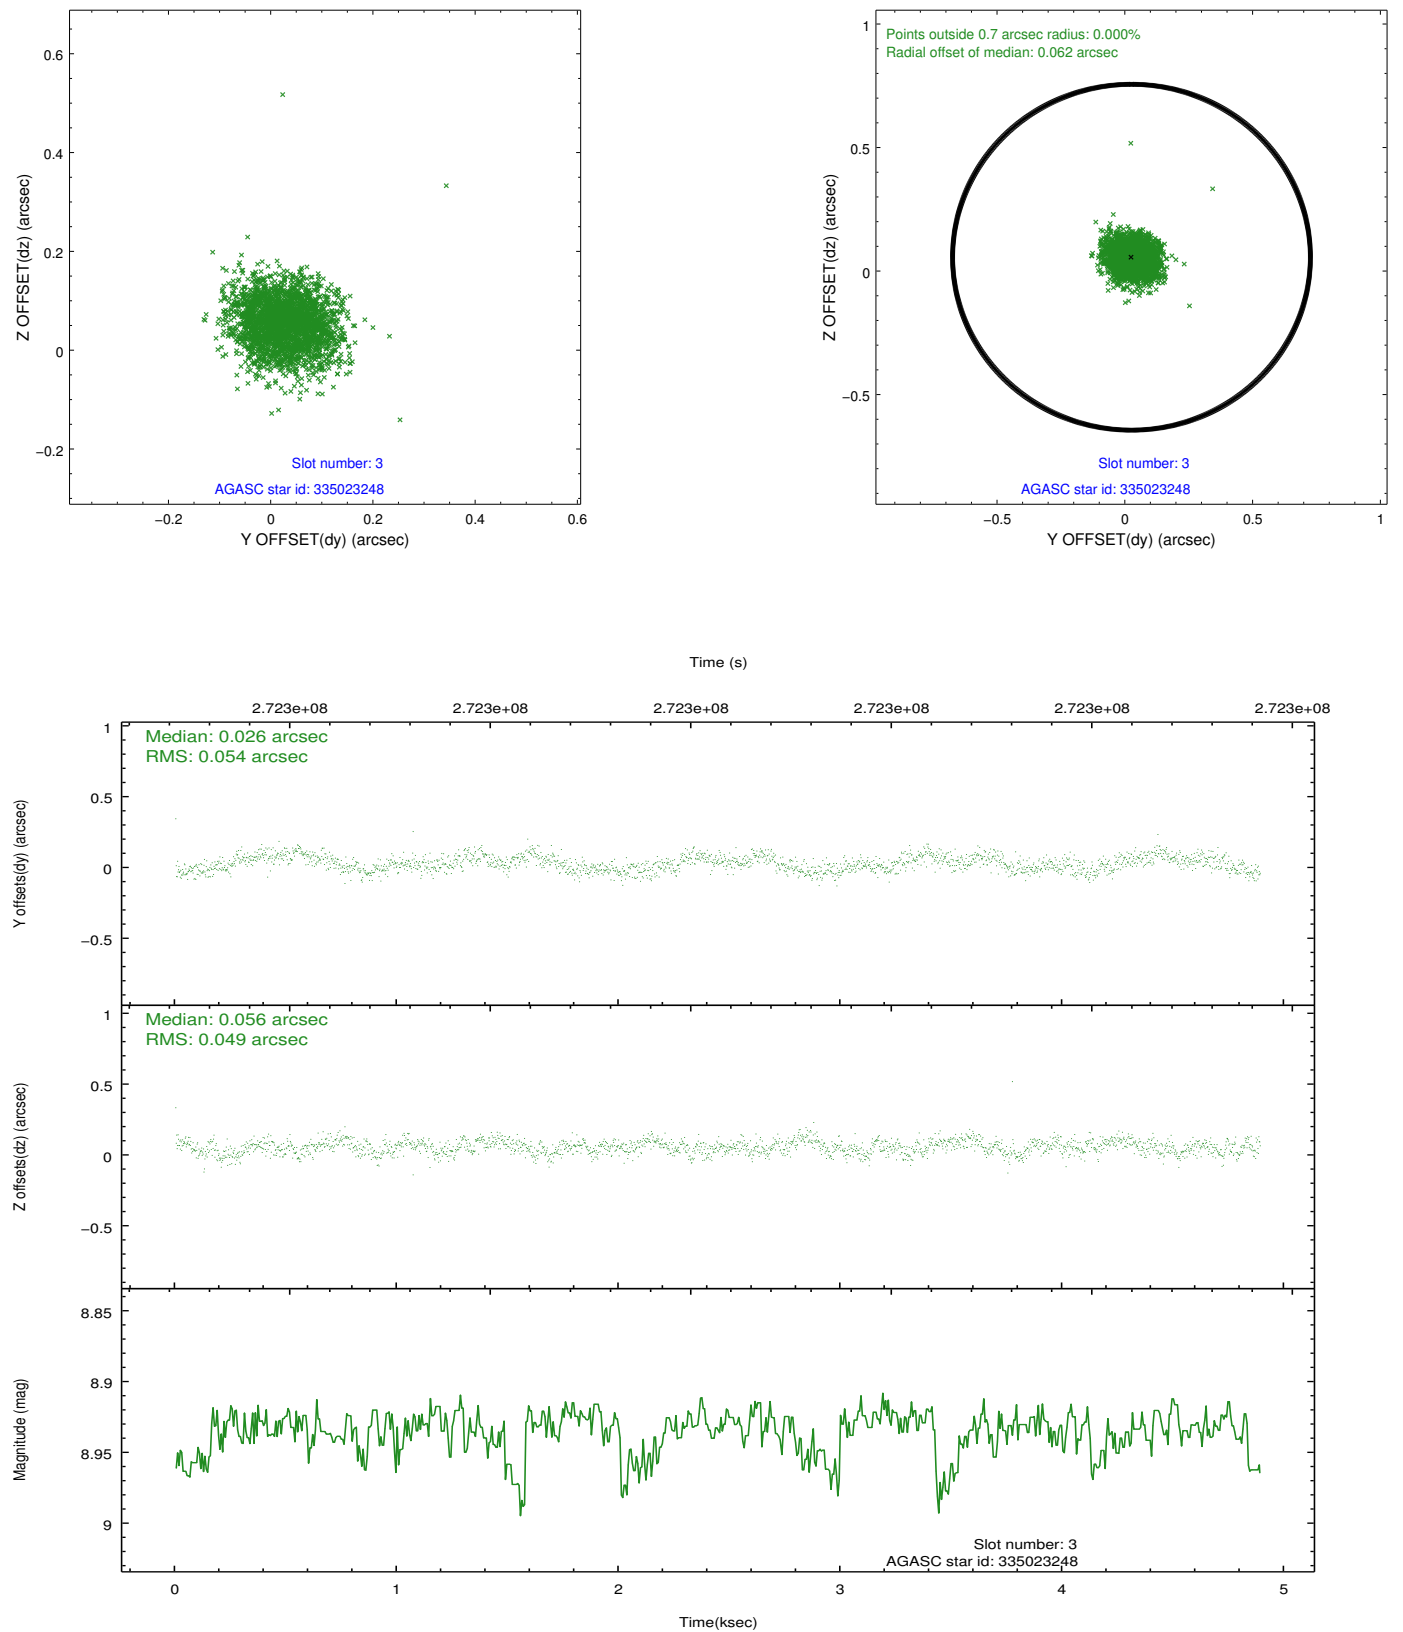 0.6
0.4
0.2
0
−0.2
Z OFFSET(dz) (arcsec)
Slot number: 3
AGASC star id: 335023248
−0.2 0 0.2 0.4 0.6
Y OFFSET(dy) (arcsec)
Points outside 0.7 arcsec radius: 0.000%
Radial offset of median: 0.062 arcsec
1
0.5
0
−0.5
Z OFFSET(dz) (arcsec)
Slot number: 3
AGASC star id: 335023248
−0.5 0 0.5 1
Y OFFSET(dy) (arcsec)
Time (s)
2.723e+08 2.723e+08 2.723e+08 2.723e+08 2.723e+08 2.723e+08
Median: 0.026 arcsec
RMS: 0.054 arcsec
1
0.5
0
−0.5
Y offsets(dy) (arcsec)
Median: 0.056 arcsec
RMS: 0.049 arcsec
1
0.5
0
−0.5
Z offsets(dz) (arcsec)
8.85
8.9
8.95
9
Magnitude (mag)
Slot number: 3
AGASC star id: 335023248
0 1 2 3 4 5
Time(ksec)